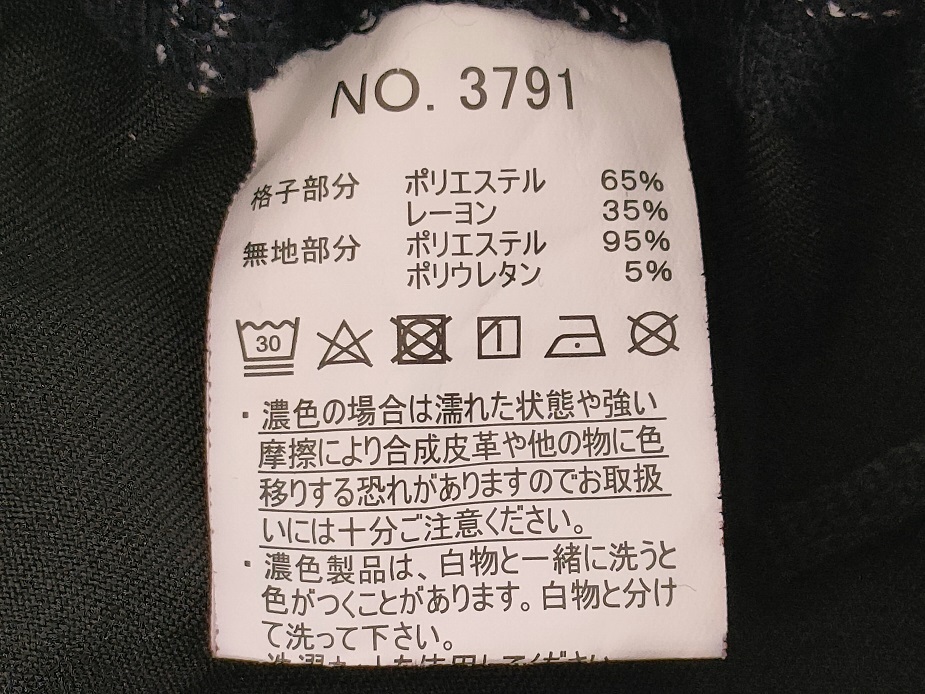 NO. 3791
格子部分 ポリエステル 65%
レーヨン 35%
無地部分 ポリエステル 95%
ポリウレタン 5%
30
・濃色の場合は濡れた状態や強い
摩擦により合成皮革や他の物に色
移りする恐れがありますのでお取扱
いには十分ご注意ください。
・濃色製品は、白物と一緒に洗うと
色がつくことがあります。白物と分け
て洗って下さい。